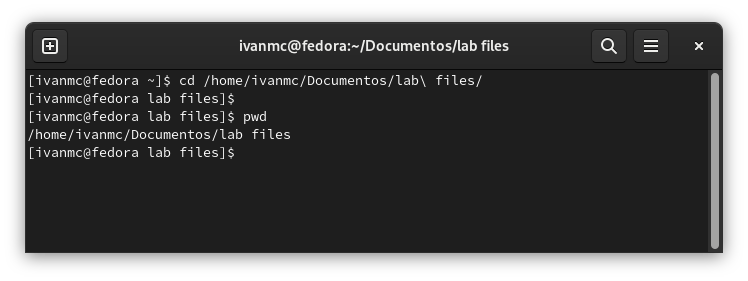 ivanmc@fedora:~/Documentos/lab files
[ivanmc@fedora ~]$ cd /home/ivanmc/Documentos/lab\ files/
[ivanmc@fedora lab files]$
[ivanmc@fedora lab files]$ pwd
/home/ivanmc/Documentos/lab files
[ivanmc@fedora lab files]$